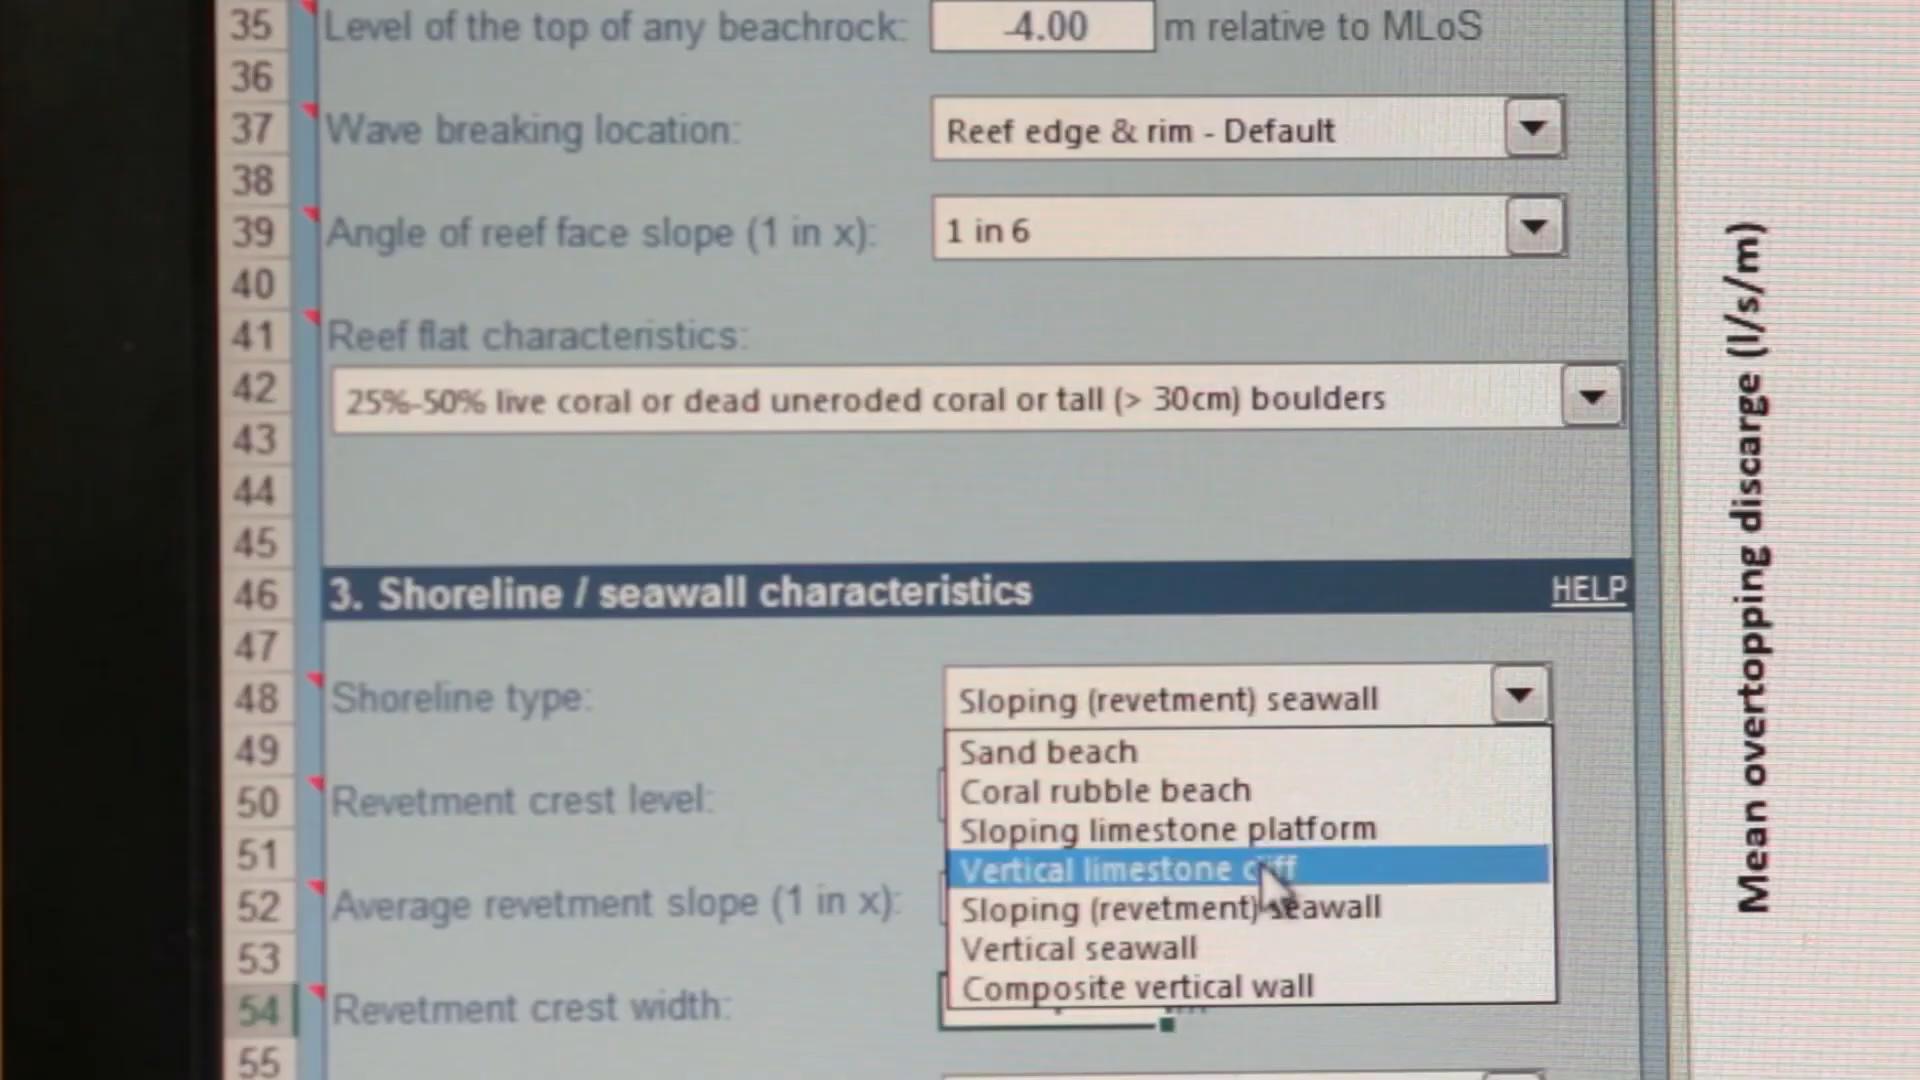 35 Level of the top of any beachrock: -4.00 m relative to MLoS
36
37 Wave breaking location: Reef edge & rim - Default
38
39 Angle of reef face slope (1 in x): 1 in 6
40
41 Reef flat characteristics:
42 25%-50% live coral or dead uneroded coral or tall (> 30cm) boulders
43
44
45
46 3. Shoreline / seawall characteristics HELP
47
48 Shoreline type: Sloping (revetment) seawall
49 Sand beach
50 Revetment crest level: Coral rubble beach
Sloping limestone platform
51 Vertical limestone cliff
52 Average revetment slope (1 in x): Sloping (revetment) seawall
53 Vertical seawall
54 Revetment crest width: Composite vertical wall
55
Mean overtopping discarge (l/s/m)